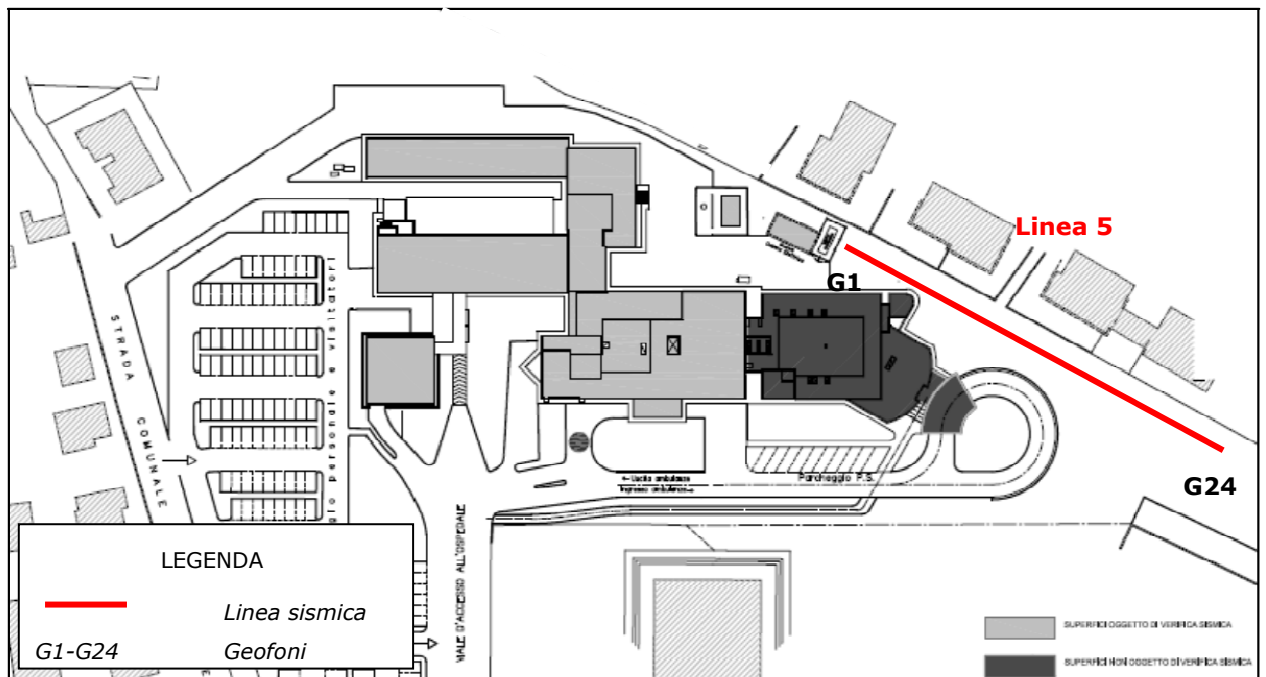 Linea 5
G1
G24
STRADA COMUNALE
personale e visitatori
VIALE D'ACCESSO ALL'OSPEDALE
← Uscita ambulanze
Ingresso ambulanze
Parcheggio P.S.
LEGENDA
Linea sismica
G1-G24 Geofoni
SUPERFICI OGGETTO DI VERIFICA SISMICA
SUPERFICI NON OGGETTO DI VERIFICA SISMICA